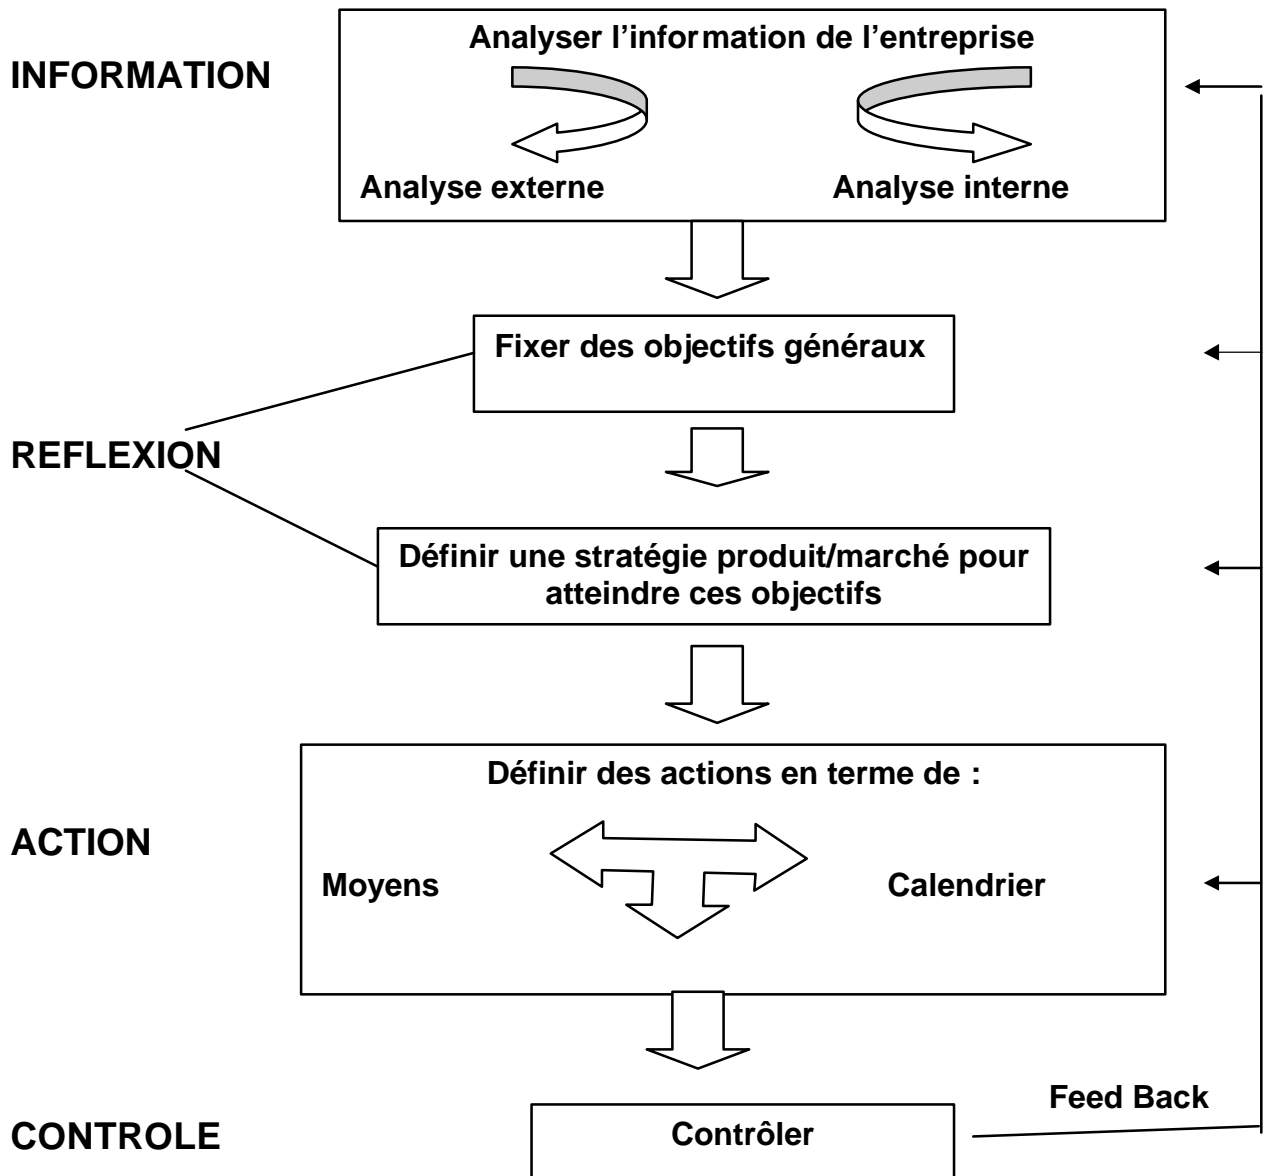 Analyser l’information de l’entreprise
INFORMATION
Analyse externe
Analyse interne
Fixer des objectifs généraux
REFLEXION
Définir une stratégie produit/marché pour
atteindre ces objectifs
Définir des actions en terme de :
ACTION
Moyens
Calendrier
Feed Back
CONTROLE
Contrôler